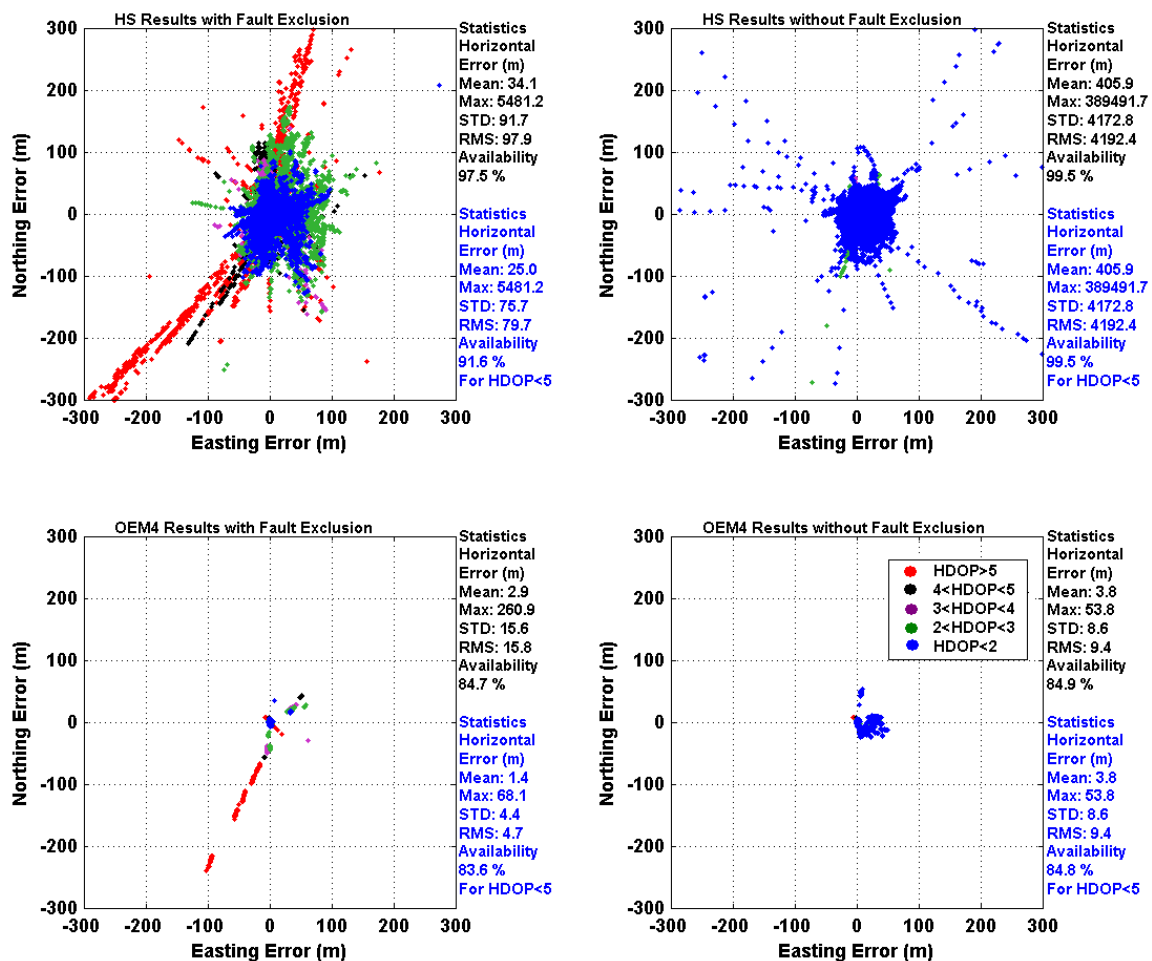 HS Results with Fault Exclusion
300
200
100
0
-100
-200
-300
Northing Error (m)
-300 -200 -100 0 100 200 300
Easting Error (m)
Statistics
Horizontal
Error (m)
Mean: 34.1
Max: 5481.2
STD: 91.7
RMS: 97.9
Availability
97.5 %
Statistics
Horizontal
Error (m)
Mean: 25.0
Max: 5481.2
STD: 75.7
RMS: 79.7
Availability
91.6 %
For HDOP<5
HS Results without Fault Exclusion
300
200
100
0
-100
-200
-300
Northing Error (m)
-300 -200 -100 0 100 200 300
Easting Error (m)
Statistics
Horizontal
Error (m)
Mean: 405.9
Max: 389491.7
STD: 4172.8
RMS: 4192.4
Availability
99.5 %
Statistics
Horizontal
Error (m)
Mean: 405.9
Max: 389491.7
STD: 4172.8
RMS: 4192.4
Availability
99.5 %
For HDOP<5
OEM4 Results with Fault Exclusion
300
200
100
0
-100
-200
-300
Northing Error (m)
-300 -200 -100 0 100 200 300
Easting Error (m)
Statistics
Horizontal
Error (m)
Mean: 2.9
Max: 260.9
STD: 15.6
RMS: 15.8
Availability
84.7 %
Statistics
Horizontal
Error (m)
Mean: 1.4
Max: 68.1
STD: 4.4
RMS: 4.7
Availability
83.6 %
For HDOP<5
OEM4 Results without Fault Exclusion
300
200
100
0
-100
-200
-300
Northing Error (m)
-300 -200 -100 0 100 200 300
Easting Error (m)
HDOP>5
4<HDOP<5
3<HDOP<4
2<HDOP<3
HDOP<2
Statistics
Horizontal
Error (m)
Mean: 3.8
Max: 53.8
STD: 8.6
RMS: 9.4
Availability
84.9 %
Statistics
Horizontal
Error (m)
Mean: 3.8
Max: 53.8
STD: 8.6
RMS: 9.4
Availability
84.8 %
For HDOP<5